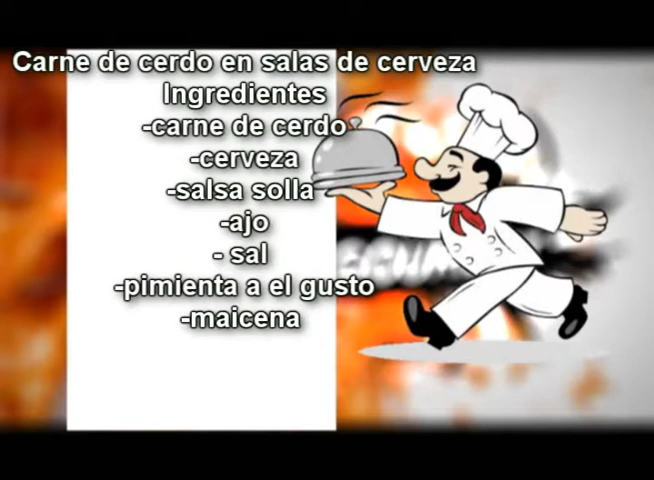 Carne de cerdo en salas de cerveza
Ingredientes
-carne de cerdo
-cerveza
-salsa solla
-ajo
- sal
-pimienta a el gusto
-maicena